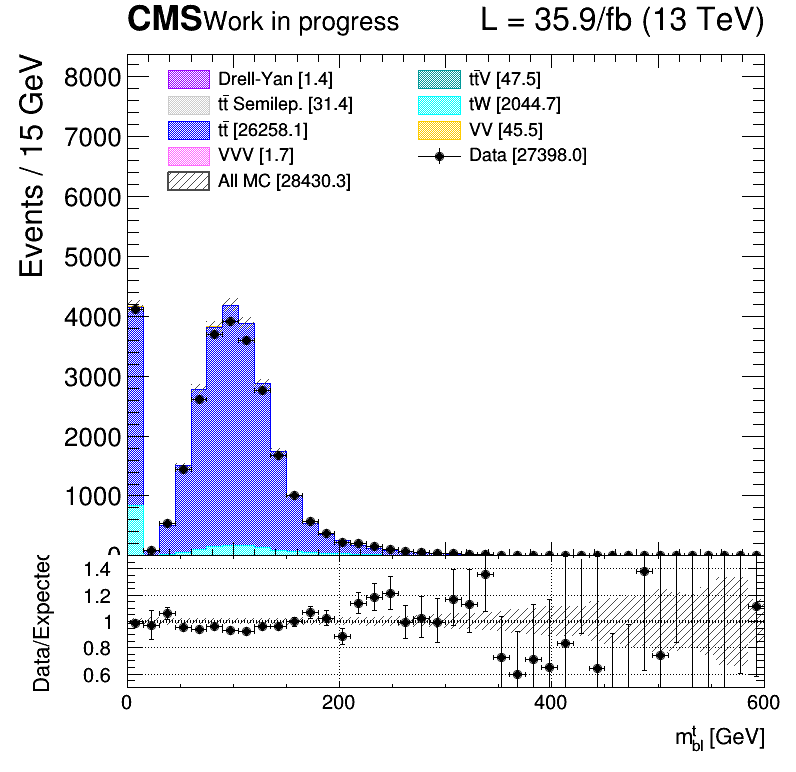 CMS Work in progress L = 35.9/fb (13 TeV)
Events / 15 GeV
8000
7000
6000
5000
4000
3000
2000
1000
0
Drell-Yan [1.4]
tt̄ Semilep. [31.4]
tt̄ [26258.1]
VVV [1.7]
All MC [28430.3]
tt̄V [47.5]
tW [2044.7]
VV [45.5]
Data [27398.0]
Data/Expected
1.4
1.2
1
0.8
0.6
0 200 400 600
m^t_bl [GeV]